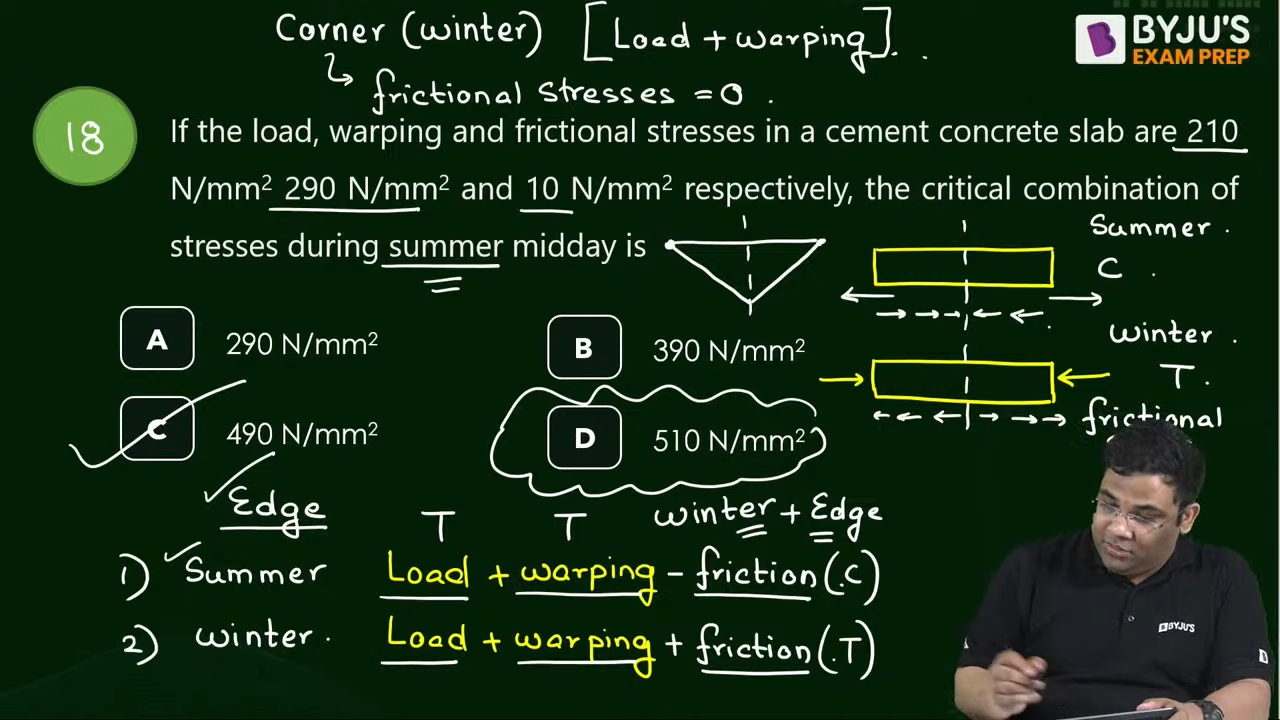 Corner (winter) [Load + warping]. .
BYJU'S
EXAM PREP
frictional stresses = 0 .
18
If the load, warping and frictional stresses in a cement concrete slab are 210
N/mm² 290 N/mm² and 10 N/mm² respectively, the critical combination of
stresses during summer midday is
Summer .
C .
winter .
T .
frictional
A 290 N/mm²
B 390 N/mm²
C 490 N/mm²
D 510 N/mm²
Edge T T winter + Edge
1) Summer Load + warping - friction (.C)
2) winter . Load + warping + friction (.T)
BYJU'S